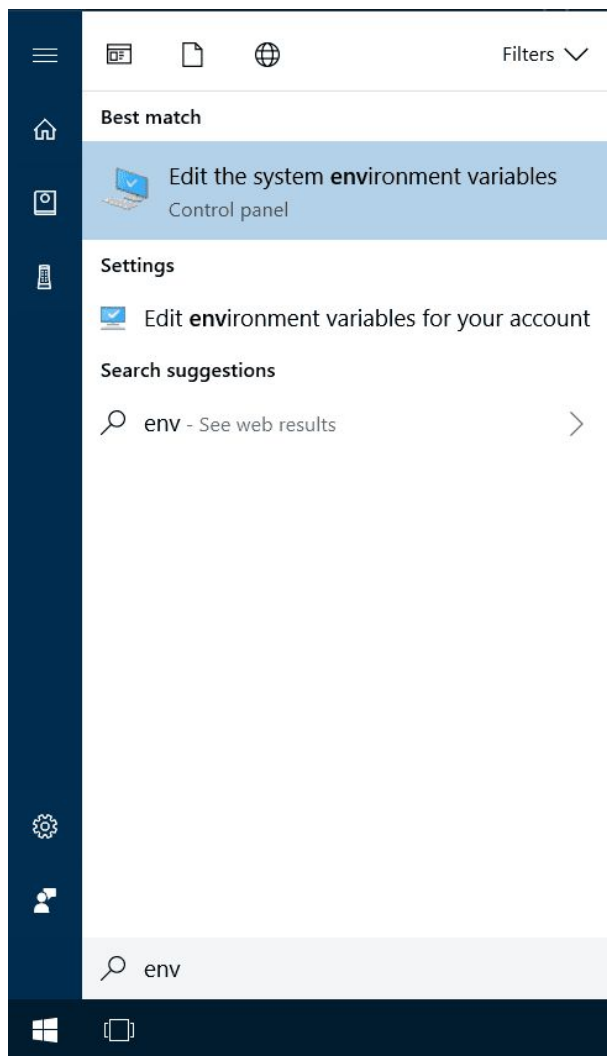 Filters
Best match
Edit the system environment variables
Control panel
Settings
Edit environment variables for your account
Search suggestions
env - See web results
env